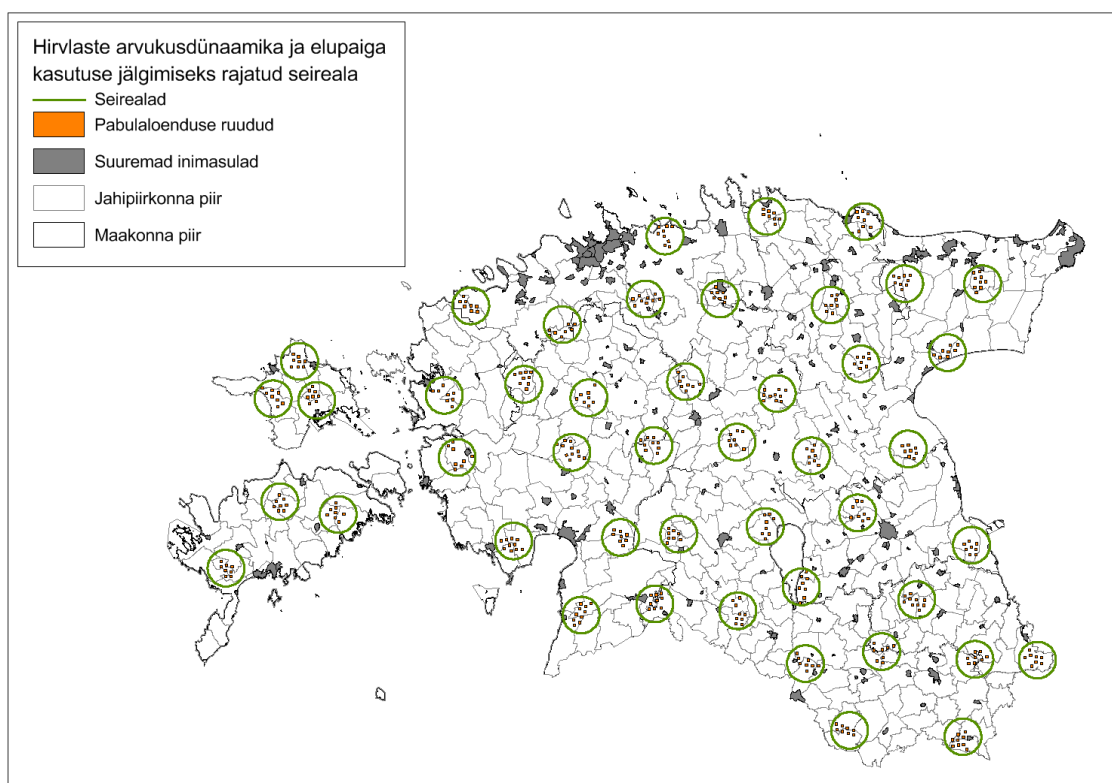 Hirvlaste arvukusdünaamika ja elupaiga
kasutuse jälgimiseks rajatud seireala
Seirealad
Pabulaloenduse ruudud
Suuremad inimasulad
Jahipiirkonna piir
Maakonna piir